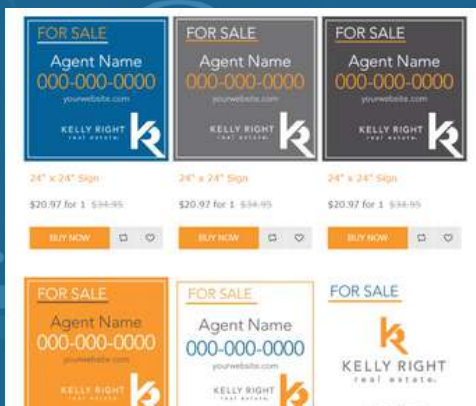 FOR SALE
Agent Name
000-000-0000
yourwebsite.com
KELLY RIGHT
real estate.
24" x 24" Sign
$20.97 for 1 $34.95
BUY NOW
FOR SALE
Agent Name
000-000-0000
yourwebsite.com
KELLY RIGHT
real estate.
24" x 24" Sign
$20.97 for 1 $34.95
BUY NOW
FOR SALE
Agent Name
000-000-0000
yourwebsite.com
KELLY RIGHT
real estate.
24" x 24" Sign
$20.97 for 1 $34.95
BUY NOW
FOR SALE
Agent Name
000-000-0000
yourwebsite.com
KELLY RIGHT
FOR SALE
Agent Name
000-000-0000
yourwebsite.com
KELLY RIGHT
FOR SALE
KELLY RIGHT
real estate.